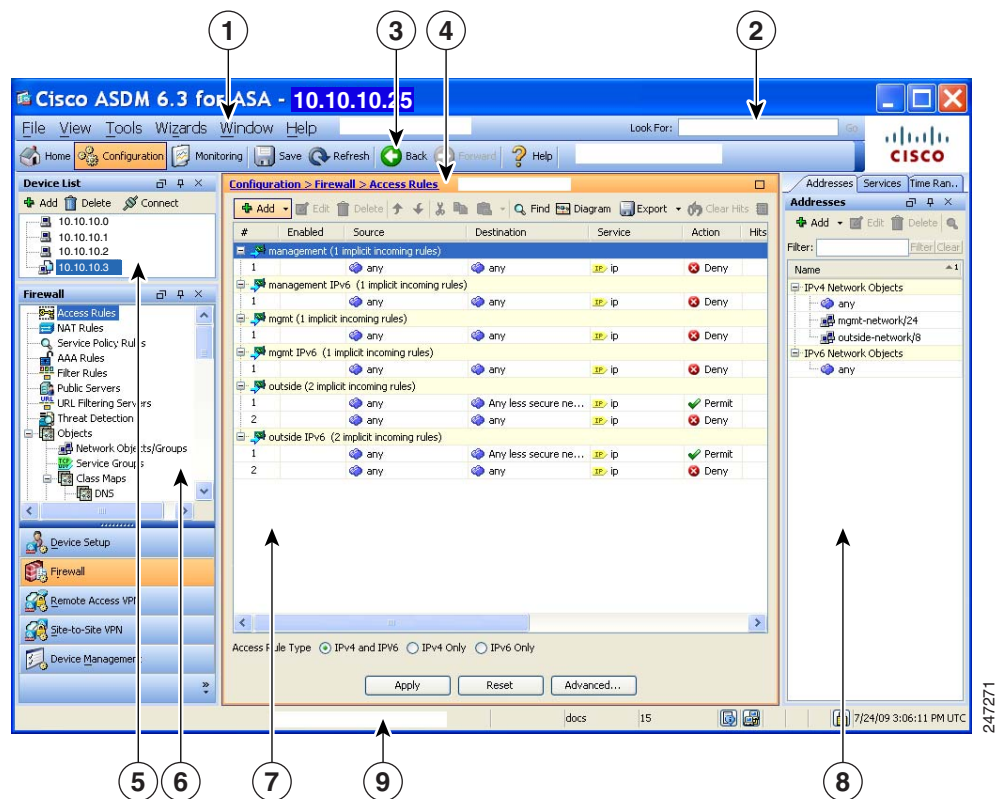 1 2 3 4
Cisco ASDM 6.3 for ASA - 10.10.10.25
File View Tools Wizards Window Help Look For: Go
CISCO
Home Configuration Monitoring Save Refresh Back Forward Help
Device List
Add Delete Connect
10.10.10.0
10.10.10.1
10.10.10.2
10.10.10.3
Firewall
Access Rules
NAT Rules
Service Policy Rules
AAA Rules
Filter Rules
Public Servers
URL Filtering Servers
Threat Detection
Objects
Network Objects/Groups
Service Groups
Class Maps
DNS
Device Setup
Firewall
Remote Access VPN
Site-to-Site VPN
Device Management
Configuration > Firewall > Access Rules
Add Edit Delete Find Diagram Export Clear Hits
# Enabled Source Destination Service Action Hits
management (1 implicit incoming rules)
1 any any ip Deny
management IPv6 (1 implicit incoming rules)
1 any any ip Deny
mgmt (1 implicit incoming rules)
1 any any ip Deny
mgmt IPv6 (1 implicit incoming rules)
1 any any ip Deny
outside (2 implicit incoming rules)
1 any Any less secure ne... ip Permit
2 any any ip Deny
outside IPv6 (2 implicit incoming rules)
1 any Any less secure ne... ip Permit
2 any any ip Deny
Access Rule Type IPv4 and IPv6 IPv4 Only IPv6 Only
Apply Reset Advanced...
Addresses Services Time Ran..
Addresses
Add Edit Delete
Filter: Filter Clear
Name 1
IPv4 Network Objects
any
mgmt-network/24
outside-network/8
IPv6 Network Objects
any
docs 15 7/24/09 3:06:11 PM UTC
5 6 7 9 8
247271